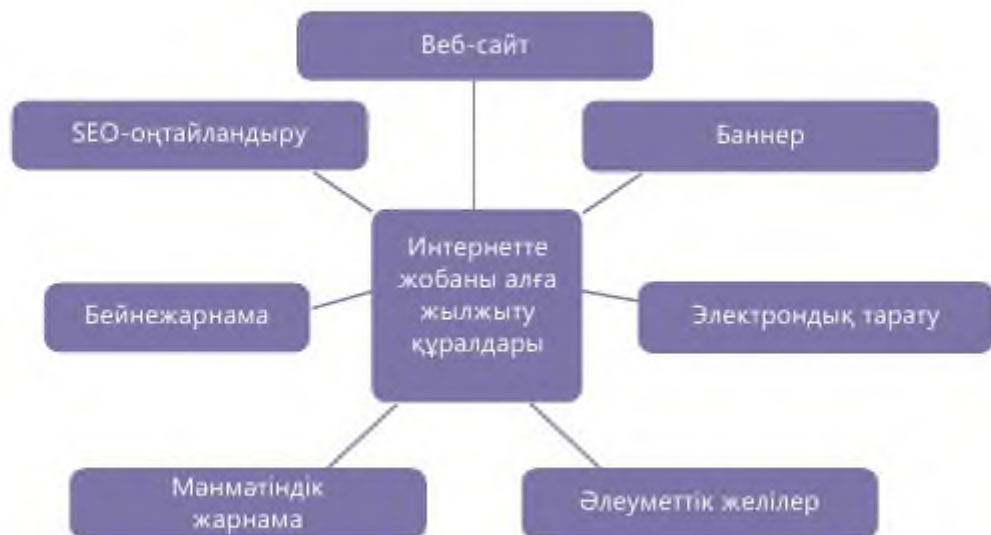 Веб-сайт
SEO-оңтайландыру
Баннер
Интернетте
жобаны алға
жылжыту
құралдары
Бейнежарнама
Электрондық тарату
Мәнмәтіндік
жарнама
Әлеуметтік желілер